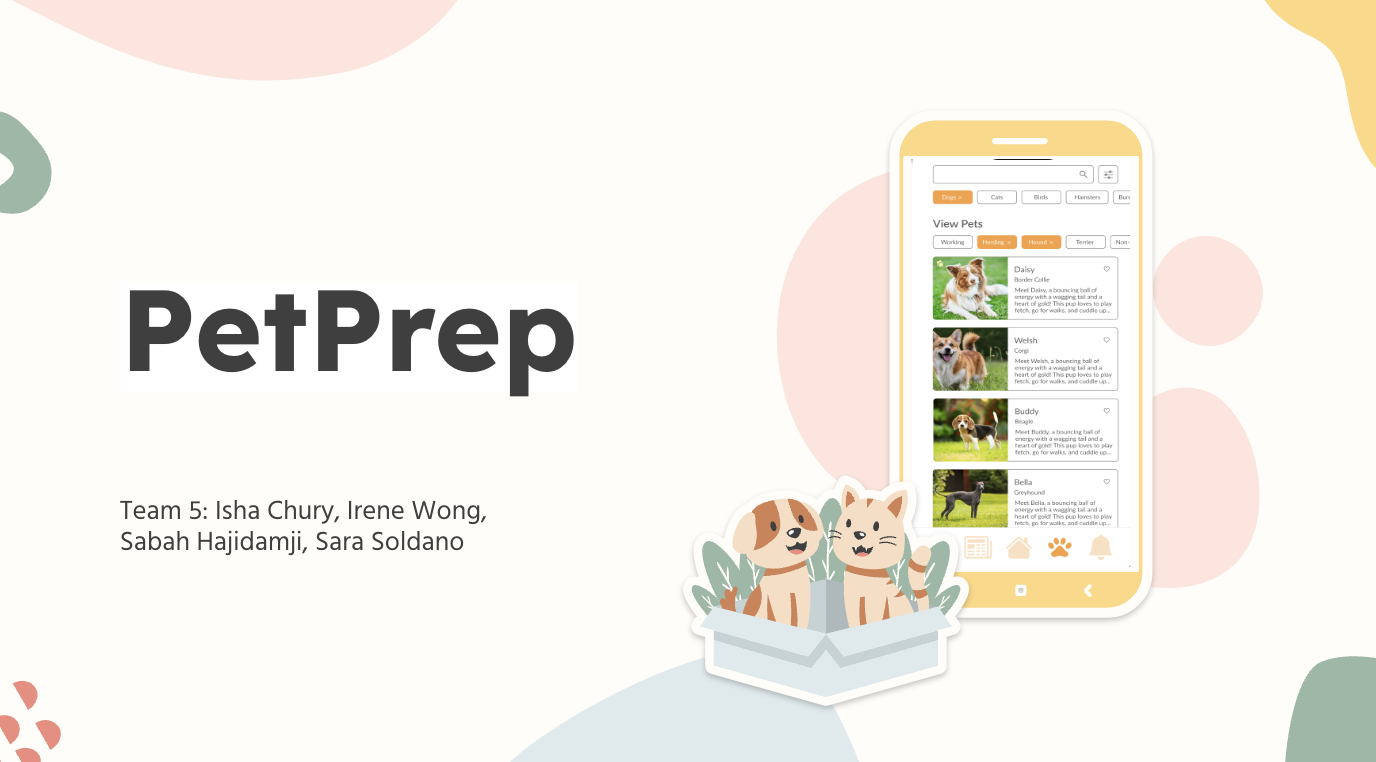 PetPrep
Team 5: Isha Chury, Irene Wong,
Sabah Hajidamji, Sara Soldano
Dogs × Cats Birds Hamsters
View Pets
Working Herding × Hound × Terrier Non-
Daisy
Border Collie
Meet Daisy, a bouncing ball of
energy with a wagging tail and a
heart of gold! This pup loves to play
fetch, go for walks, and cuddle up...
Welsh
Corgi
Meet Welsh, a bouncing ball of
energy with a wagging tail and a
heart of gold! This pup loves to play
fetch, go for walks, and cuddle up...
Buddy
Beagle
Meet Buddy, a bouncing ball of
energy with a wagging tail and a
heart of gold! This pup loves to play
fetch, go for walks, and cuddle up...
Bella
Greyhound
Meet Bella, a bouncing ball of
energy with a wagging tail and a
heart of gold! This pup loves to play
fetch, go for walks, and cuddle up...